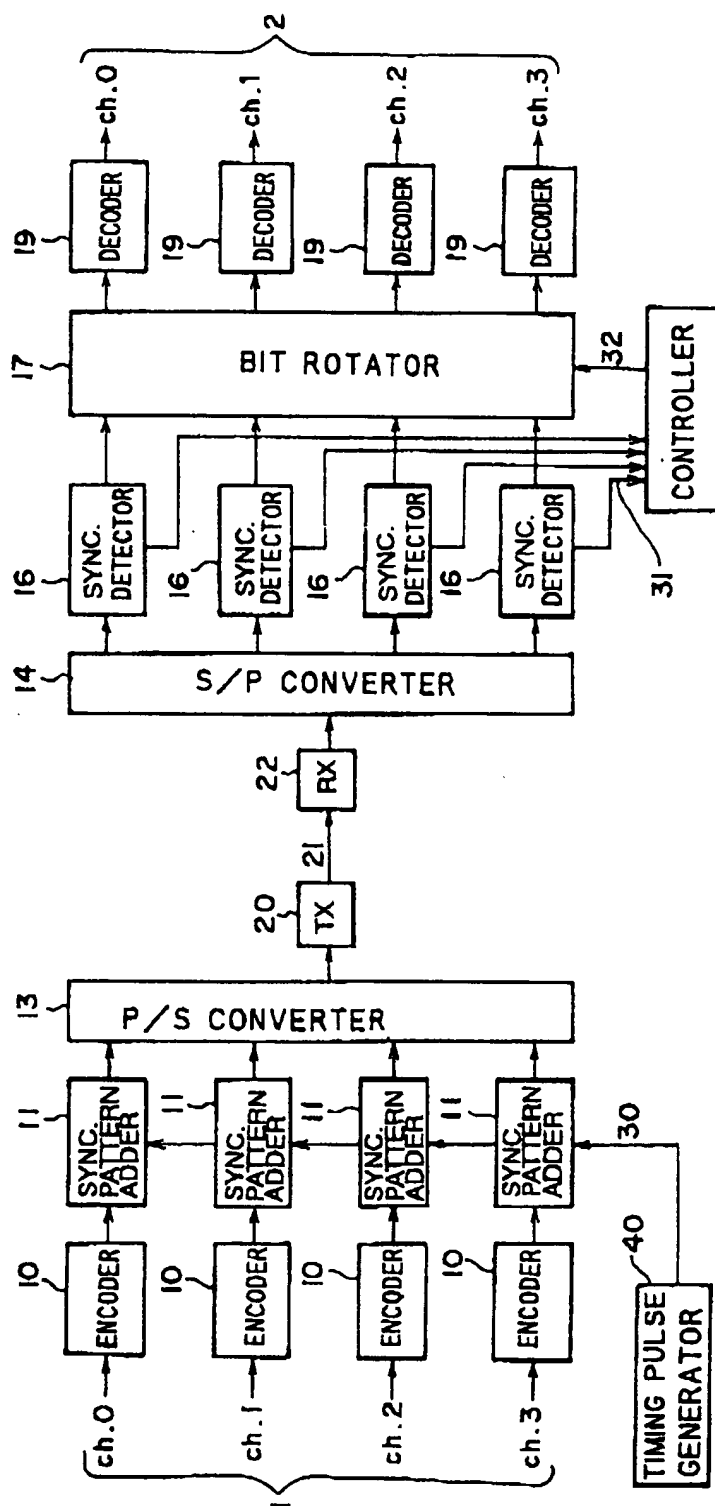 1
ch.0
ch.1
ch.2
ch.3
10
ENCODER
10
ENCODER
10
ENCODER
10
ENCODER
40
TIMING PULSE
GENERATOR
30
11
SYNC.
PATTERN
ADDER
11
SYNC.
PATTERN
ADDER
11
SYNC.
PATTERN
ADDER
11
SYNC.
PATTERN
ADDER
13
P/S CONVERTER
20
TX
21
22
RX
14
S/P CONVERTER
16
SYNC.
DETECTOR
16
SYNC.
DETECTOR
16
SYNC.
DETECTOR
16
SYNC.
DETECTOR
31
CONTROLLER
32
17
BIT ROTATOR
19
DECODER
19
DECODER
19
DECODER
19
DECODER
ch.0
ch.1
ch.2
ch.3
2